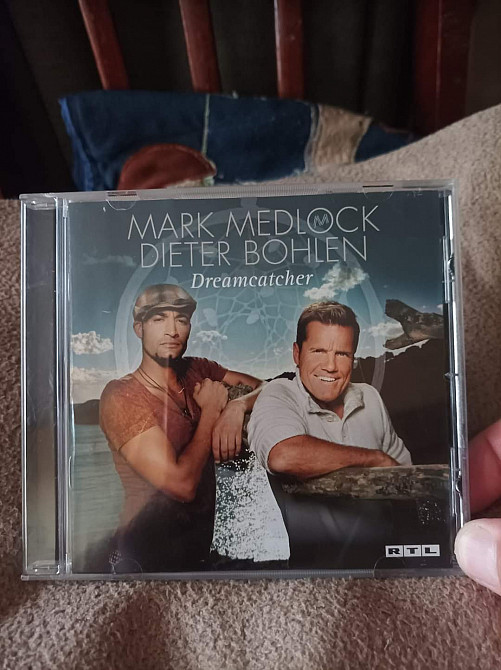 MARK MEDLOCK
DIETER BOHLEN
Dreamcatcher
RTL